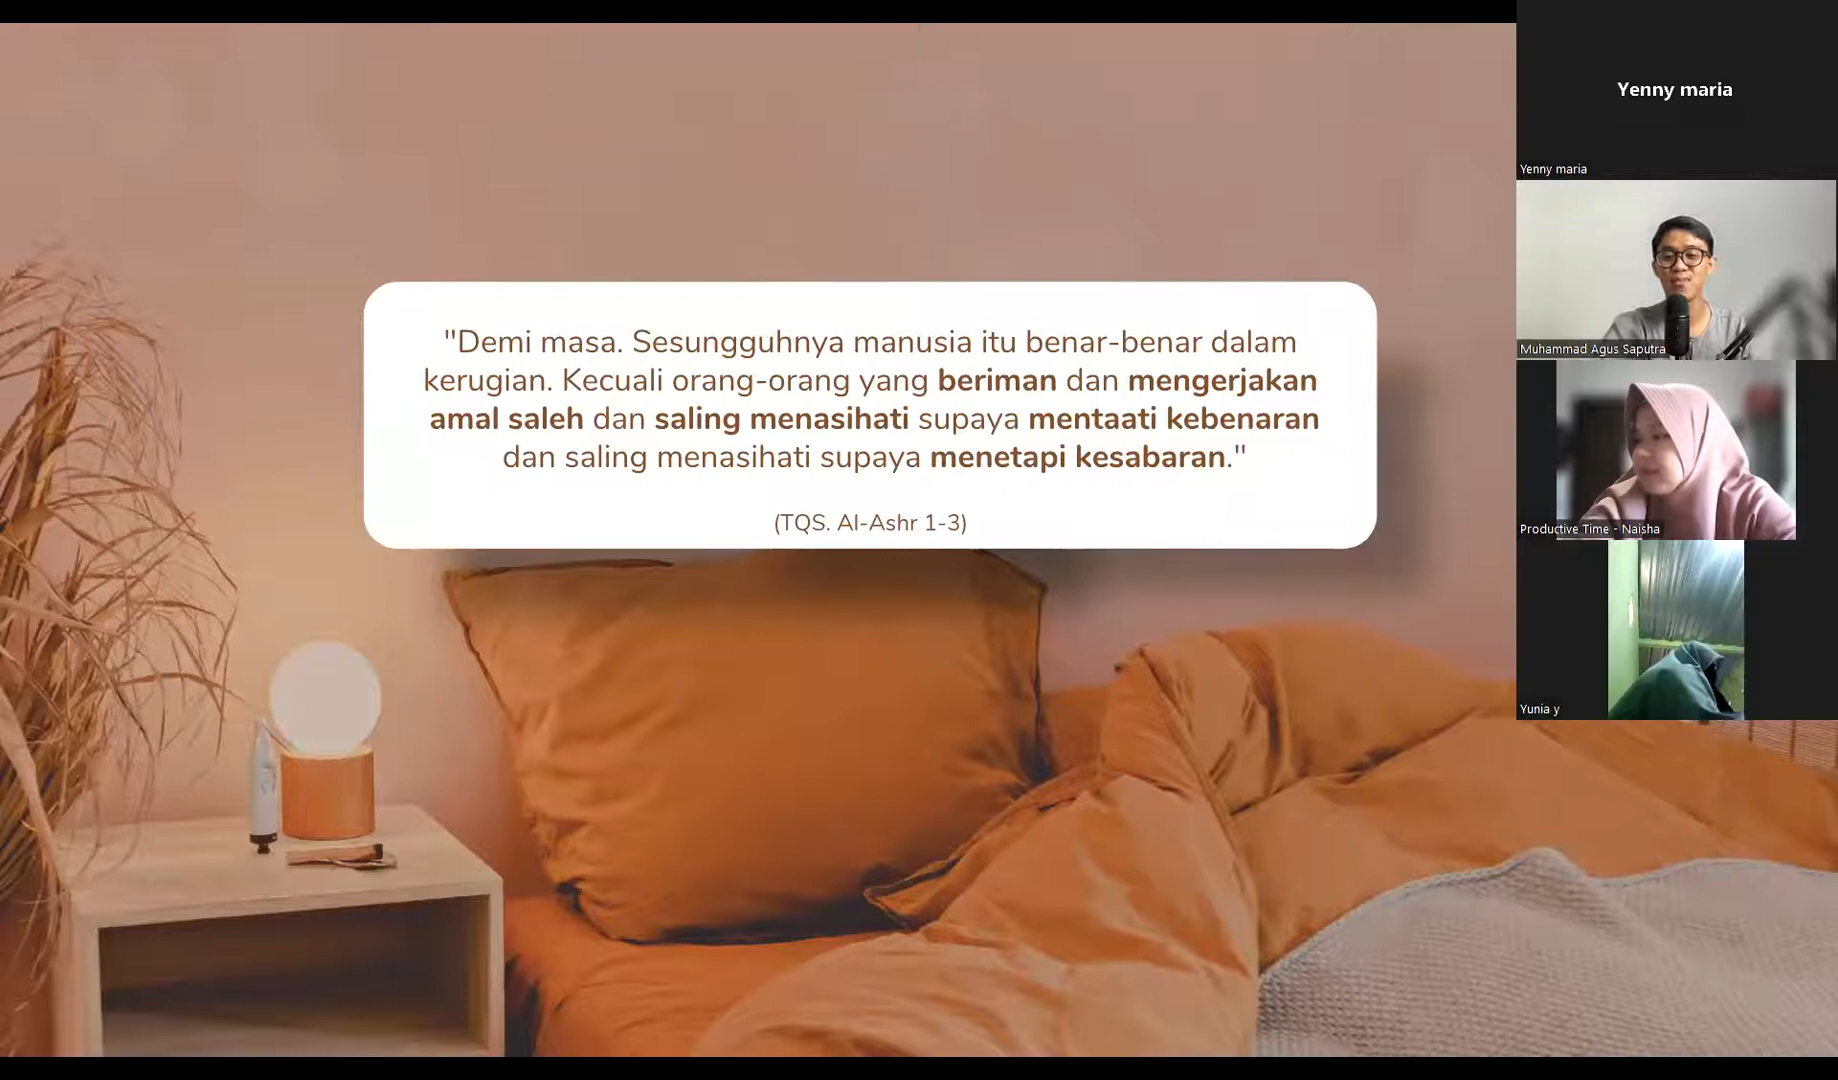 "Demi masa. Sesungguhnya manusia itu benar-benar dalam
kerugian. Kecuali orang-orang yang beriman dan mengerjakan
amal saleh dan saling menasihati supaya mentaati kebenaran
dan saling menasihati supaya menetapi kesabaran."
(TQS. Al-Ashr 1-3)
Yenny maria
Yenny maria
Muhammad Agus Saputra
Productive Time - Naisha
Yunia y